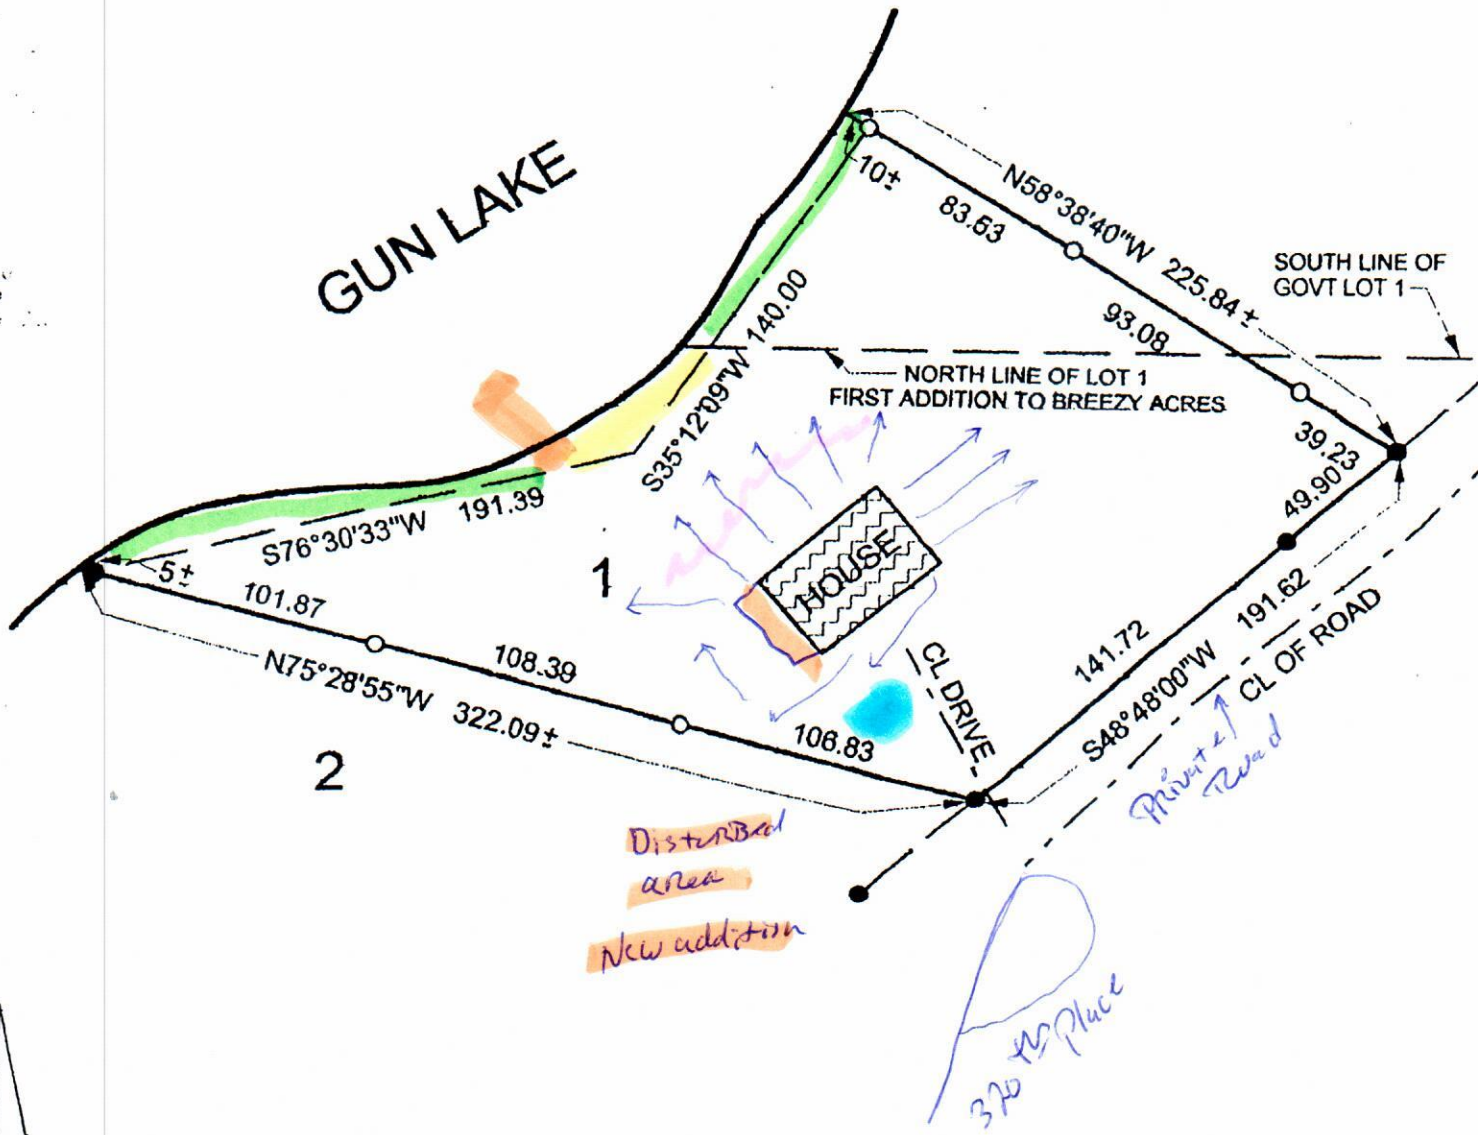 GUN LAKE
10±
N58°38'40"W 225.84±
83.53
93.08
39.23
SOUTH LINE OF
GOVT LOT 1
NORTH LINE OF LOT 1
FIRST ADDITION TO BREEZY ACRES
S35°12'09"W 140.00
S76°30'33"W 191.39
5±
101.87
108.39
106.83
N75°28'55"W 322.09±
1
2
HOUSE
CL DRIVE
49.90
141.72
S48°48'00"W 191.62
CL OF ROAD
Private
Road
Disturbed
area
New addition
370 th place